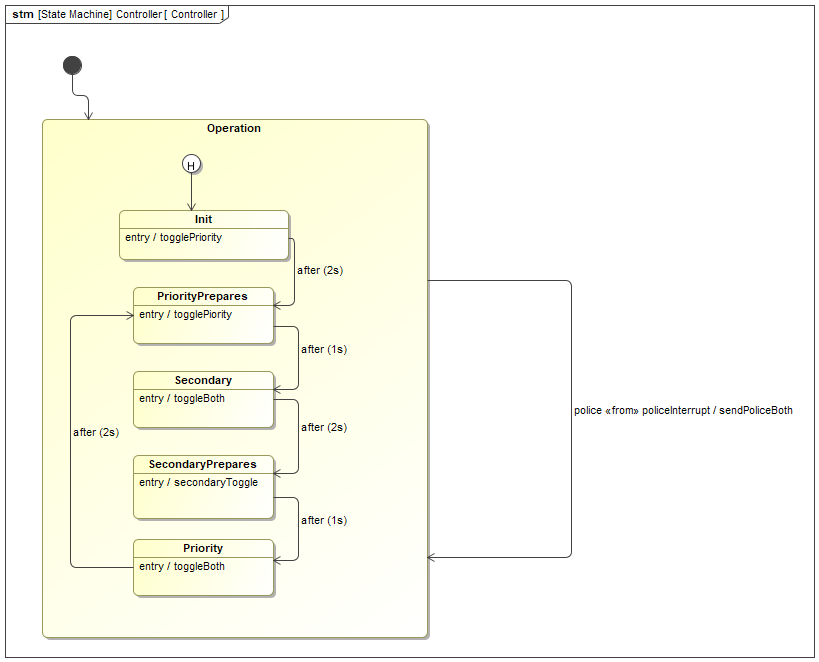 stm [State Machine] Controller [ Controller ]
Operation
H
Init
entry / togglePriority
after (2s)
PriorityPrepares
entry / togglePiority
after (1s)
Secondary
entry / toggleBoth
after (2s)
after (2s)
SecondaryPrepares
entry / secondaryToggle
after (1s)
Priority
entry / toggleBoth
police «from» policeInterrupt / sendPoliceBoth